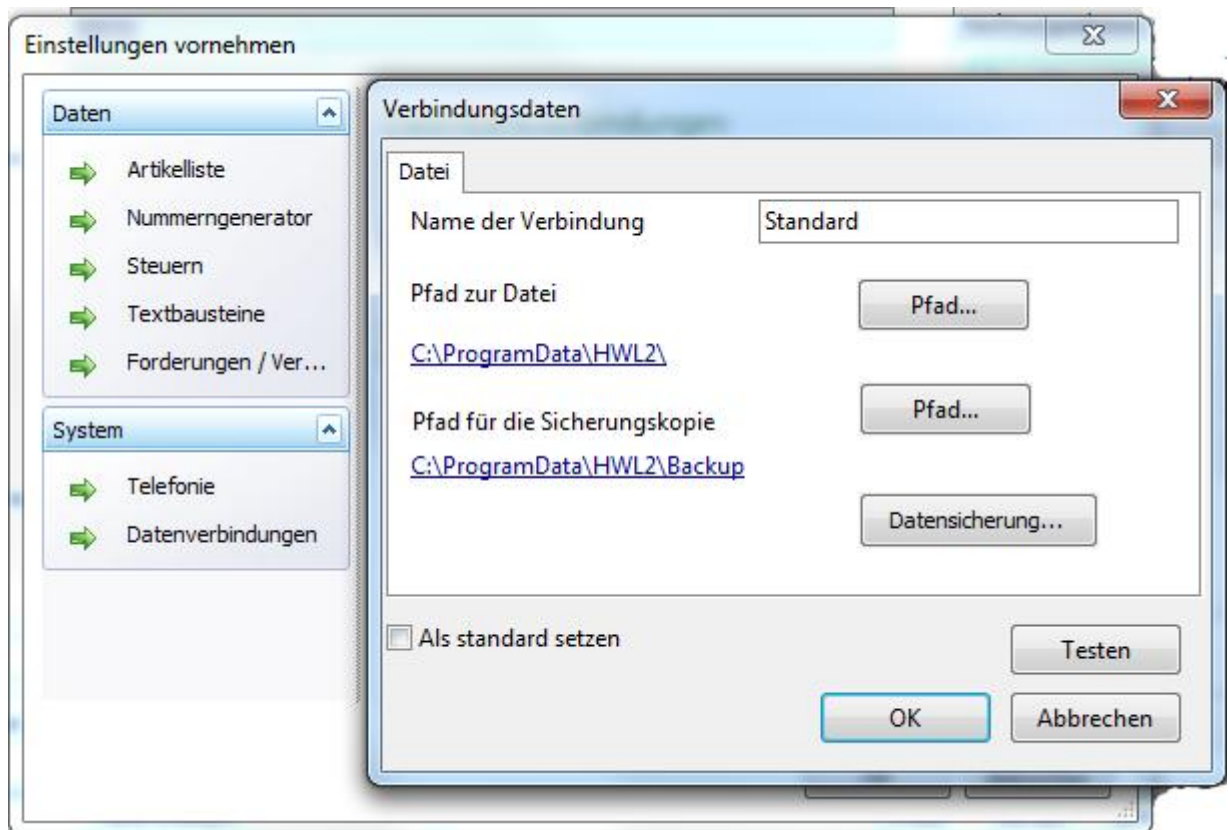 Einstellungen vornehmen
Daten
Artikelliste
Nummerngenerator
Steuern
Textbausteine
Forderungen / Ver...
System
Telefonie
Datenverbindungen
Verbindungsdaten
Datei
Name der Verbindung Standard
Pfad zur Datei Pfad...
C:\ProgramData\HWL2\
Pfad für die Sicherungskopie Pfad...
C:\ProgramData\HWL2\Backup
Datensicherung...
Als standard setzen
Testen
OK Abbrechen